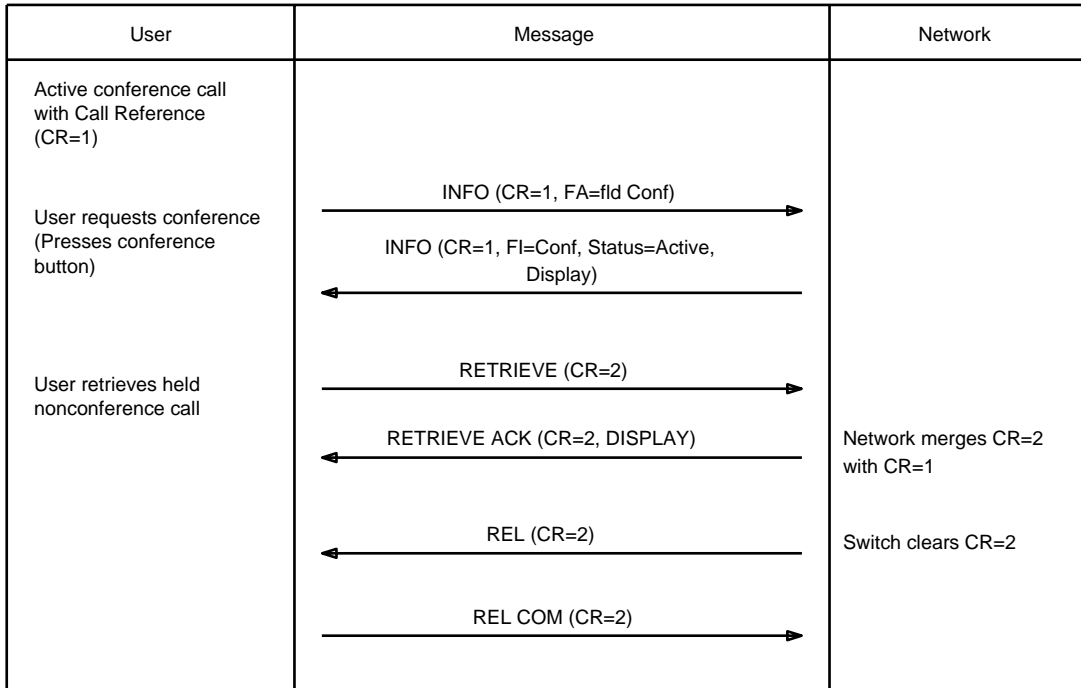 User
Message
Network
Active conference call
with Call Reference
(CR=1)
INFO (CR=1, FA=fld Conf)
User requests conference
(Presses conference
button)
INFO (CR=1, FI=Conf, Status=Active,
Display)
RETRIEVE (CR=2)
User retrieves held
nonconference call
RETRIEVE ACK (CR=2, DISPLAY)
Network merges CR=2
with CR=1
REL (CR=2)
Switch clears CR=2
REL COM (CR=2)